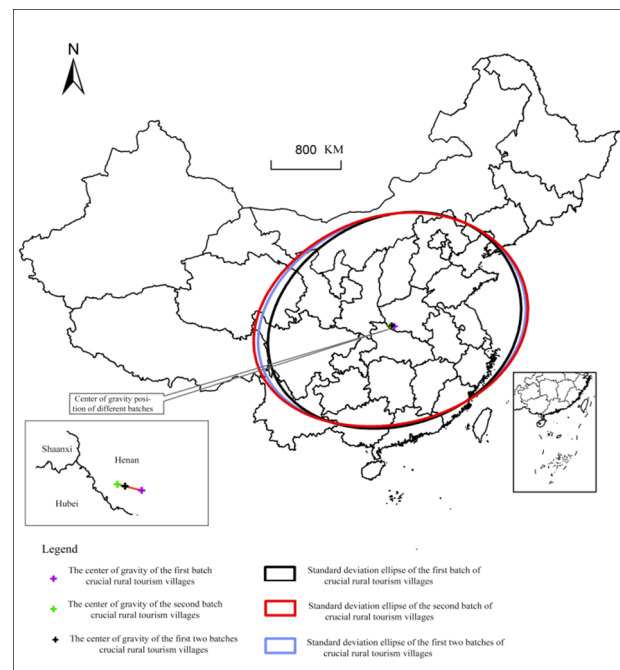 N
800 KM
Center of gravity posi-
tion of different batches
Shaanxi
Henan
Hubei
Legend
The center of gravity of the first batch
crucial rural tourism villages
The center of gravity of the second batch
crucial rural tourism villages
The center of gravity of the first two batches
crucial rural tourism villages
Standard deviation ellipse of the first batch of
crucial rural tourism villages
Standard deviation ellipse of the second batch of
crucial rural tourism villages
Standard deviation ellipse of the first two batches of
crucial rural tourism villages